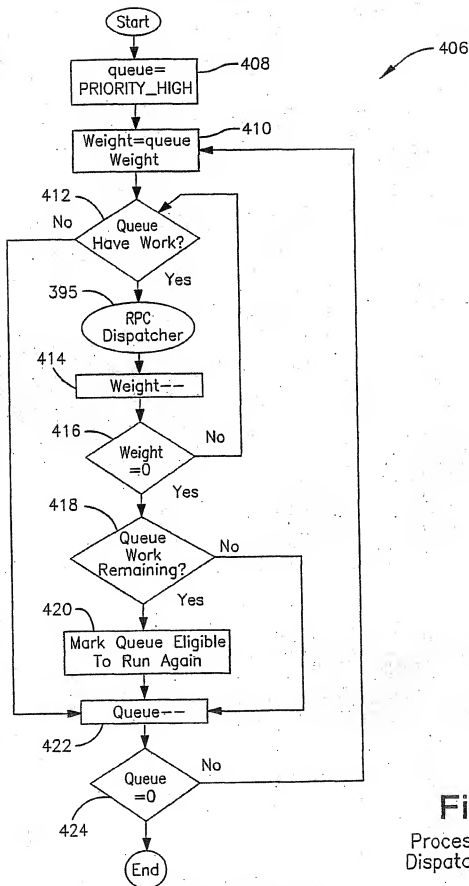 Start
406
queue=
PRIORITY_HIGH
408
Weight=queue
Weight
410
412
No
Queue
Have Work?
Yes
395
RPC
Dispatcher
414
Weight--
416
Weight
=0
No
Yes
418
Queue
Work
Remaining?
No
Yes
420
Mark Queue Eligible
To Run Again
Queue--
422
Queue
=0
No
424
End
Fi
Proces
Dispatc